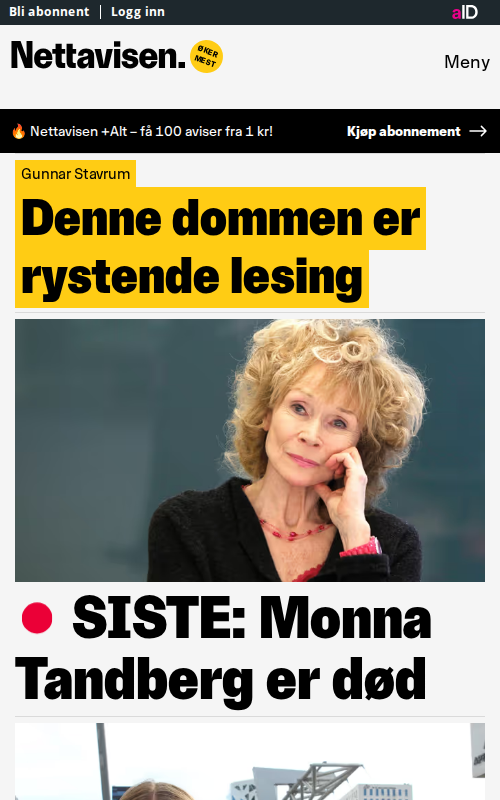 Bli abonnent | Logg inn
aID
Nettavisen.
ØKER
MEST
Meny
🔥 Nettavisen +Alt – få 100 aviser fra 1 kr!
Kjøp abonnement →
Gunnar Stavrum
Denne dommen er
rystende lesing
SISTE: Monna
Tandberg er død